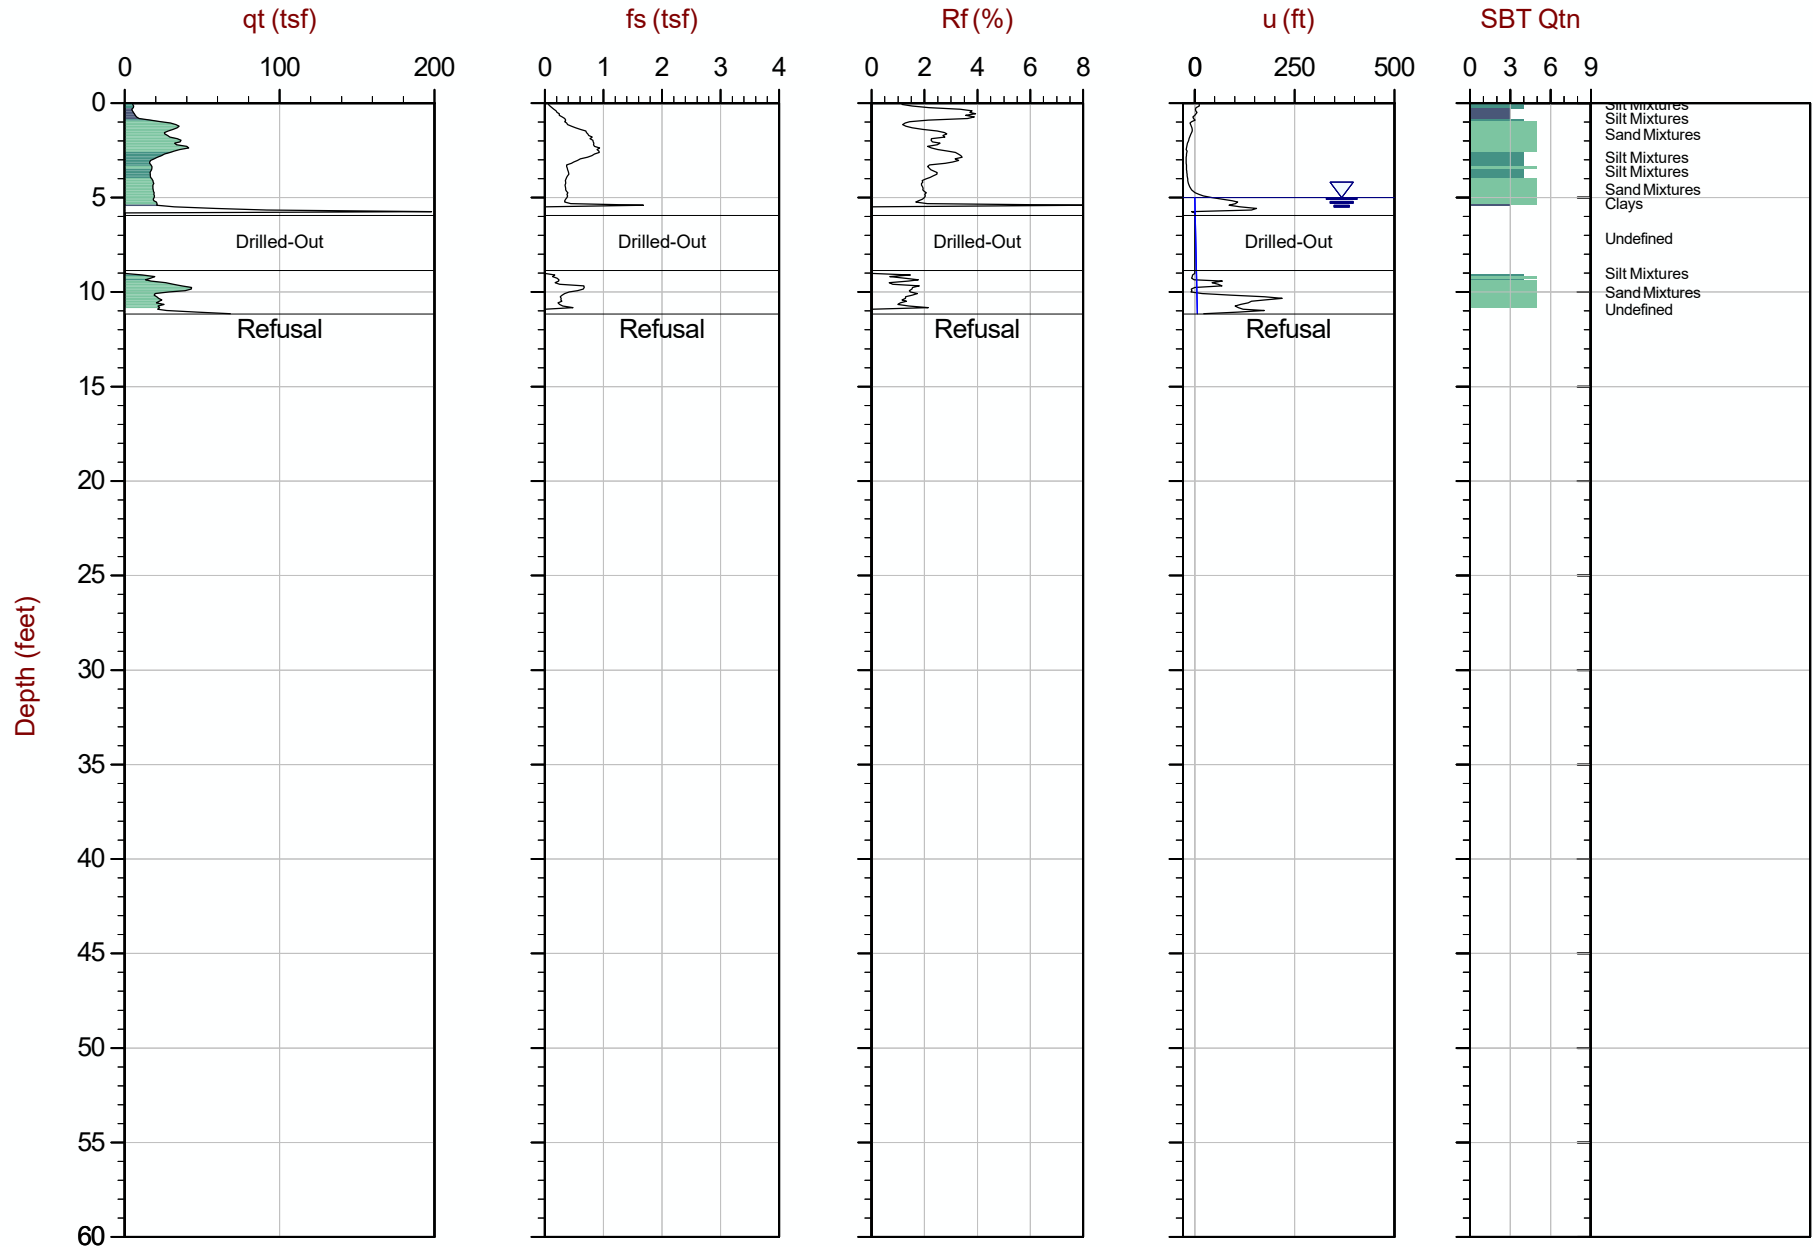 qt (tsf) fs (tsf) Rf (%) u (ft) SBT Qtn
0 100 200 0 1 2 3 4 0 2 4 6 8 0 250 500 0 3 6 9
0
Silt Mixtures
Silt Mixtures
Sand Mixtures
Silt Mixtures
Silt Mixtures
Sand Mixtures
5
Clays
Drilled-Out Drilled-Out Drilled-Out Drilled-Out Undefined
Silt Mixtures
10
Sand Mixtures
Undefined
Refusal Refusal Refusal Refusal
15
20
25
30
Depth (feet)
35
40
45
50
55
60